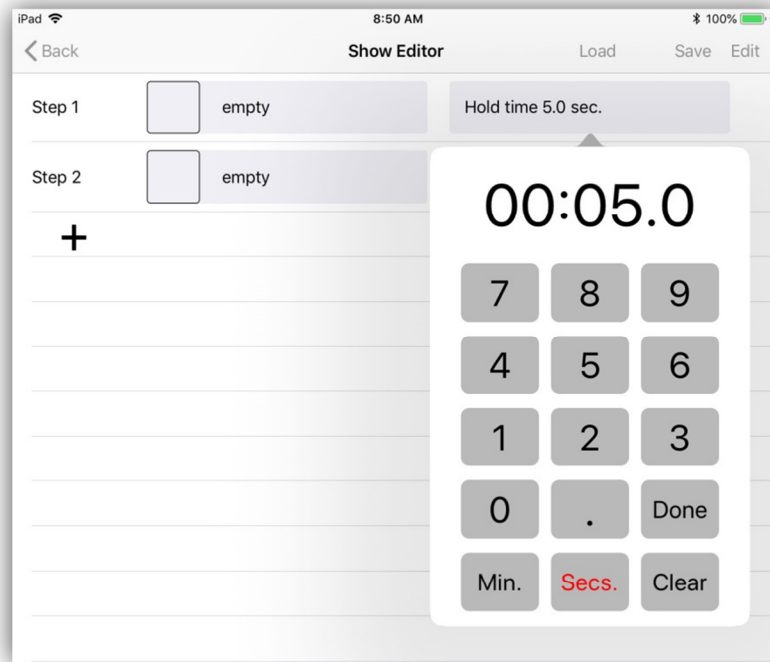 iPad 8:50 AM 100%
Back Show Editor Load Save Edit
Step 1 empty Hold time 5.0 sec.
Step 2 empty
+
00:05.0
7 8 9
4 5 6
1 2 3
0 . Done
Min. Secs. Clear